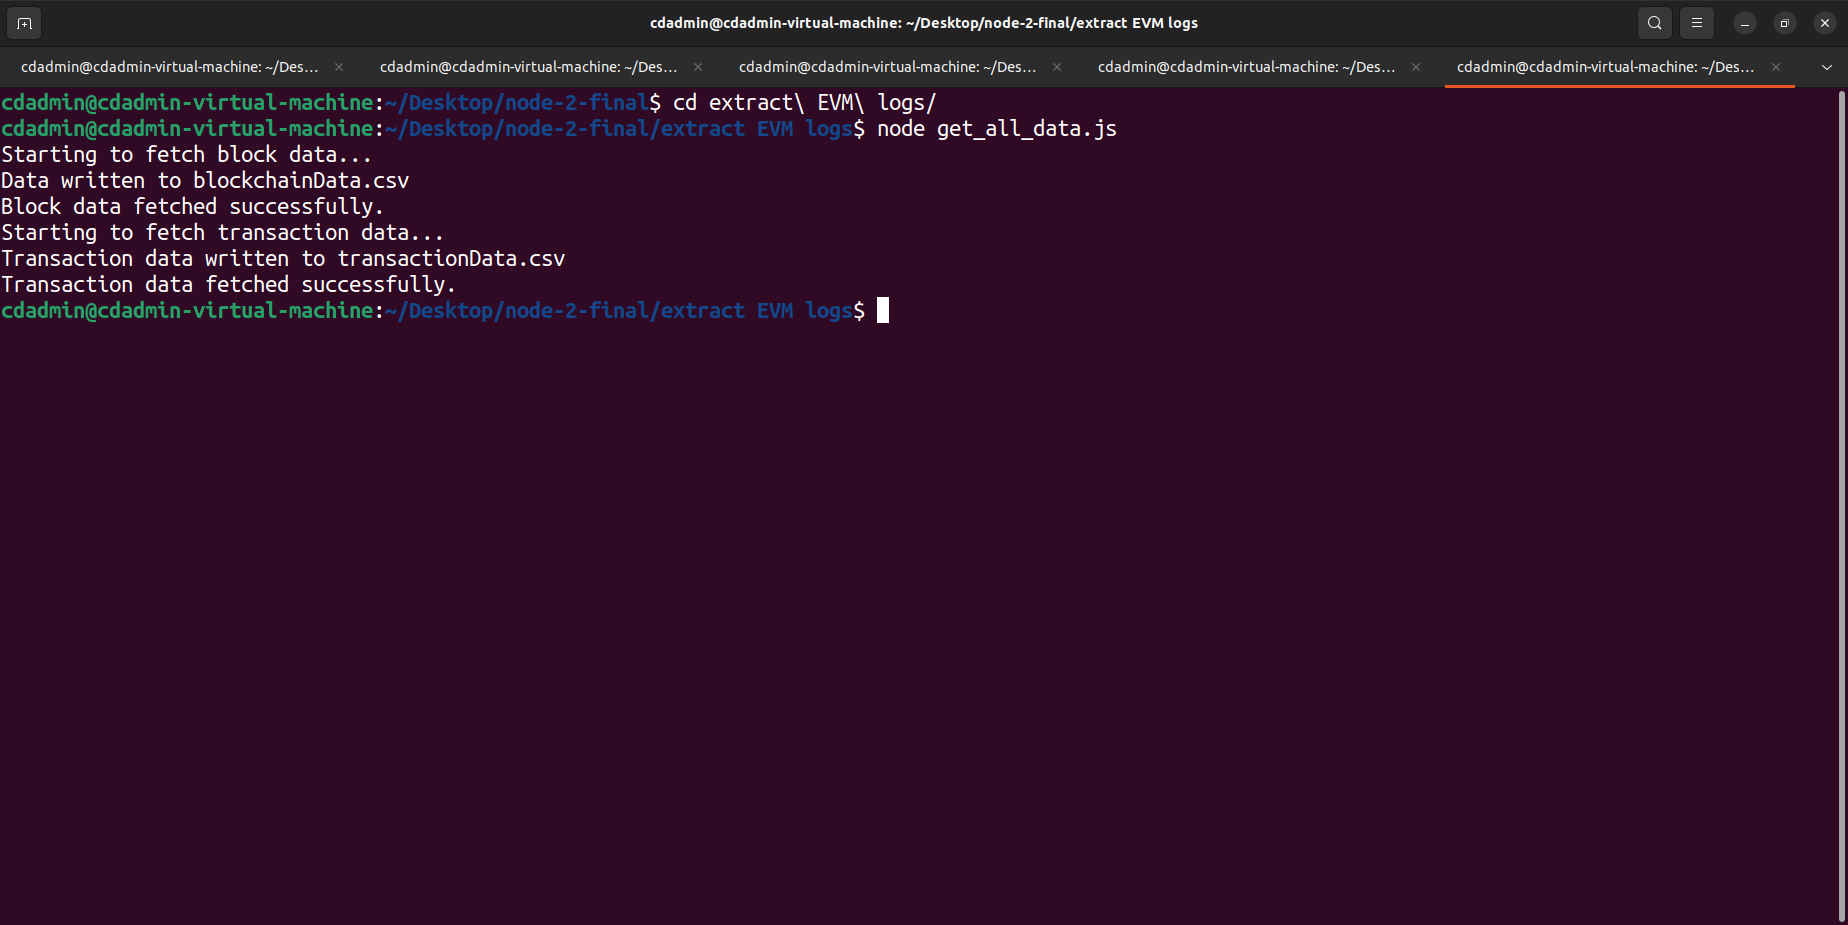 cdadmin@cdadmin-virtual-machine: ~/Desktop/node-2-final/extract EVM logs
cdadmin@cdadmin-virtual-machine: ~/Des...
cdadmin@cdadmin-virtual-machine: ~/Des...
cdadmin@cdadmin-virtual-machine: ~/Des...
cdadmin@cdadmin-virtual-machine: ~/Des...
cdadmin@cdadmin-virtual-machine: ~/Des...
cdadmin@cdadmin-virtual-machine:~/Desktop/node-2-final$ cd extract\ EVM\ logs/
cdadmin@cdadmin-virtual-machine:~/Desktop/node-2-final/extract EVM logs$ node get_all_data.js
Starting to fetch block data...
Data written to blockchainData.csv
Block data fetched successfully.
Starting to fetch transaction data...
Transaction data written to transactionData.csv
Transaction data fetched successfully.
cdadmin@cdadmin-virtual-machine:~/Desktop/node-2-final/extract EVM logs$